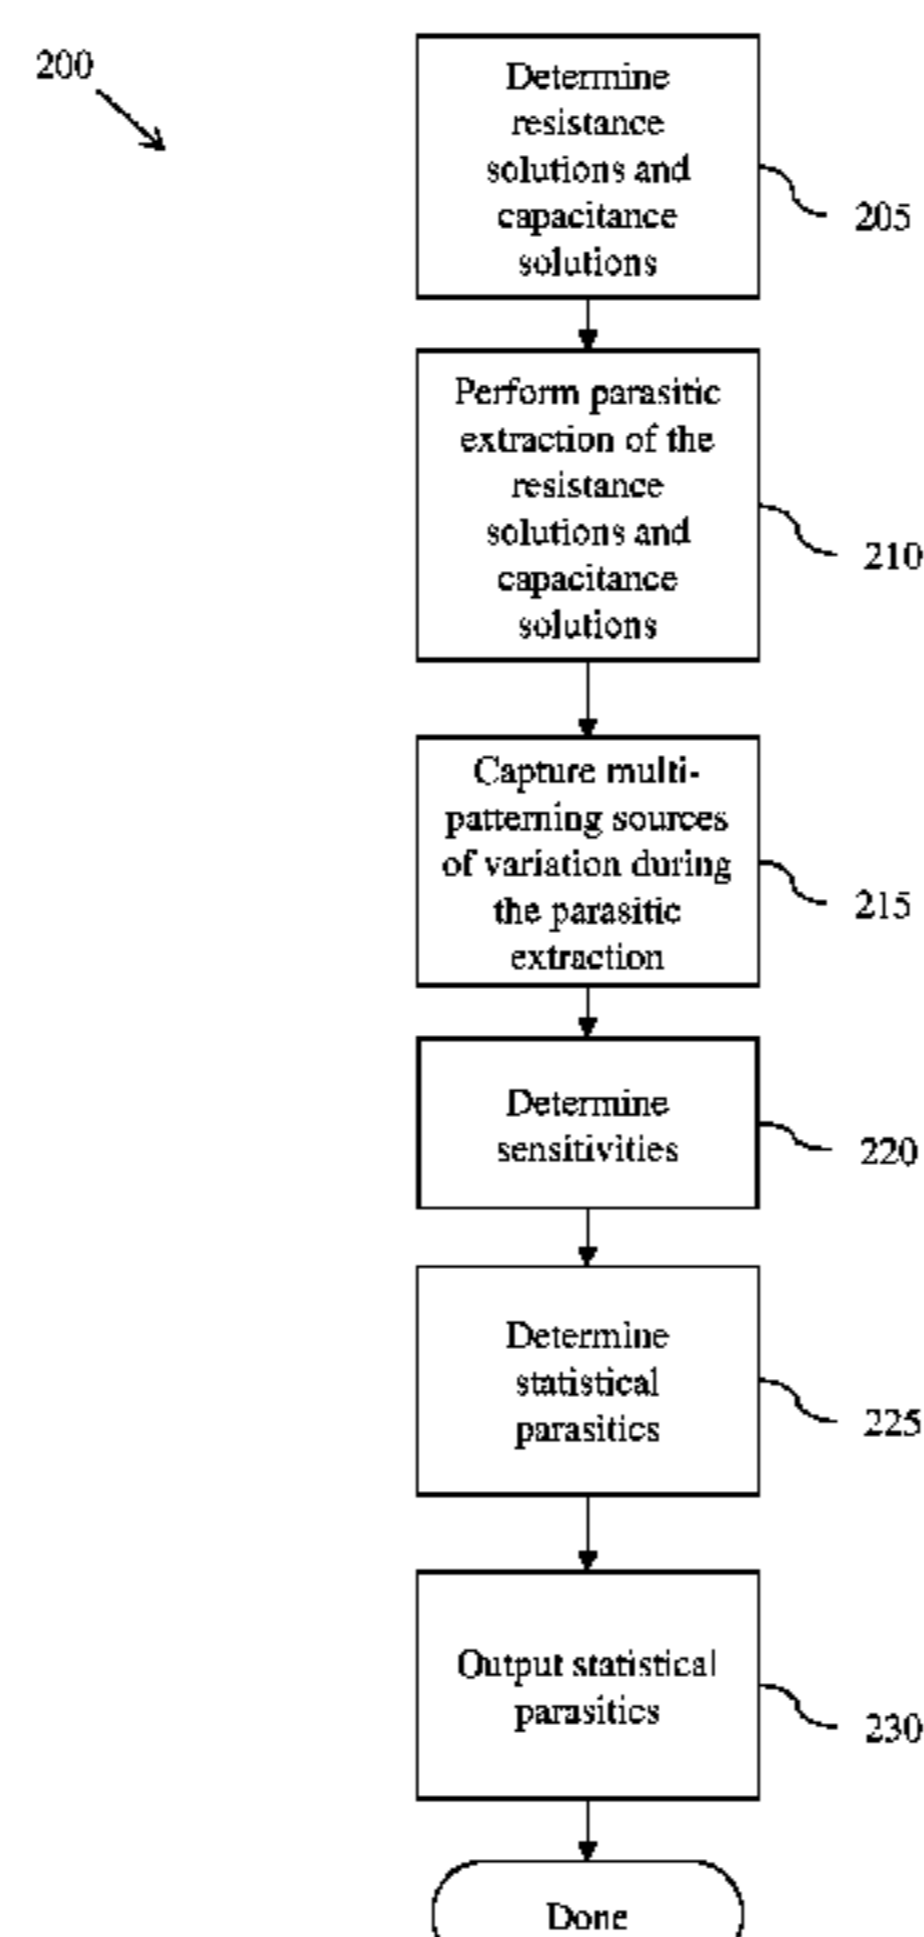 200
Determine
resistance
solutions and
capacitance
solutions
205
Perform parasitic
extraction of the
resistance
solutions and
capacitance
solutions
210
Capture multi-
patterning sources
of variation during
the parasitic
extraction
215
Determine
sensitivities
220
Determine
statistical
parasitics
225
Output statistical
parasitics
230
Done